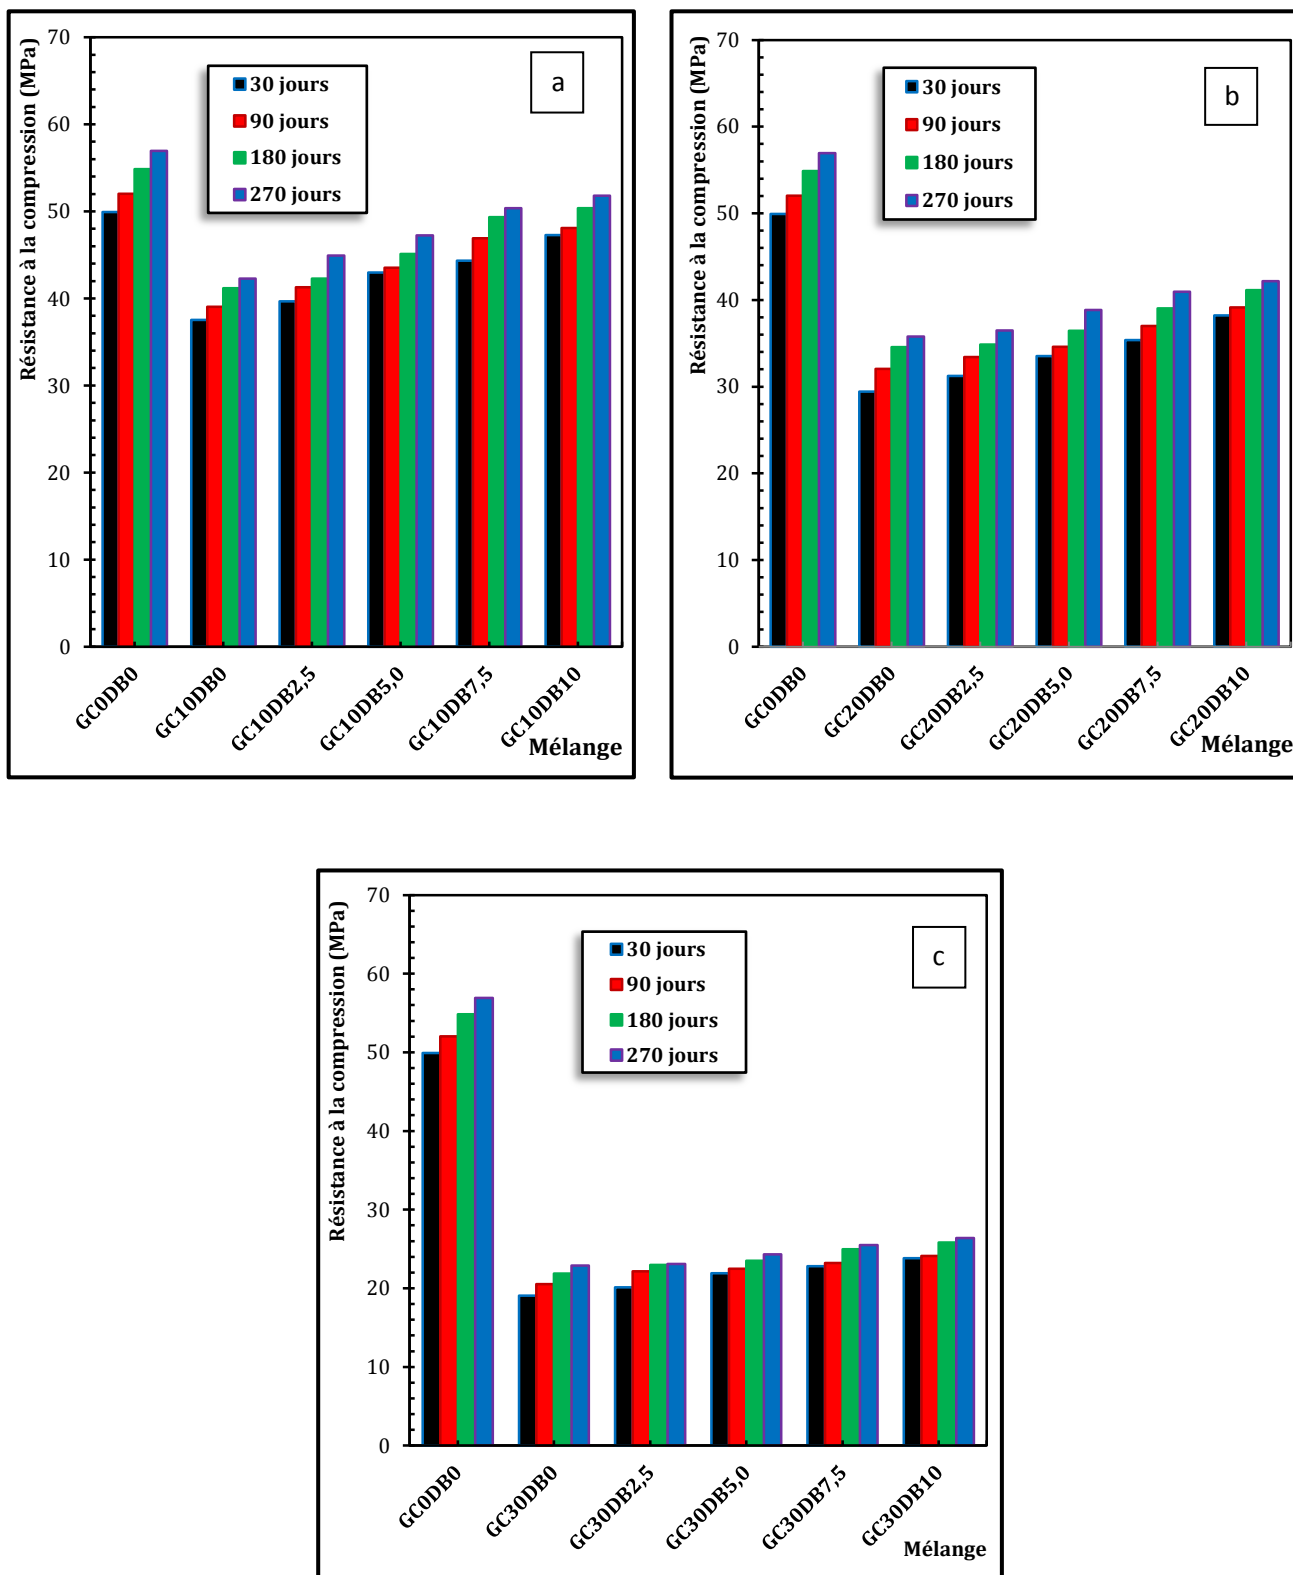 Résistance à la compression (MPa)
70
60
50
40
30
20
10
0
30 jours
90 jours
180 jours
270 jours
a
GC0DB0
GC10DB0
GC10DB2,5
GC10DB5,0
GC10DB7,5
GC10DB10
Mélange
Résistance à la compression (MPa)
70
60
50
40
30
20
10
0
30 jours
90 jours
180 jours
270 jours
b
GC0DB0
GC20DB0
GC20DB2,5
GC20DB5,0
GC20DB7,5
GC20DB10
Mélange
Résistance à la compression (MPa)
70
60
50
40
30
20
10
0
30 jours
90 jours
180 jours
270 jours
c
GC0DB0
GC30DB0
GC30DB2,5
GC30DB5,0
GC30DB7,5
GC30DB10
Mélange